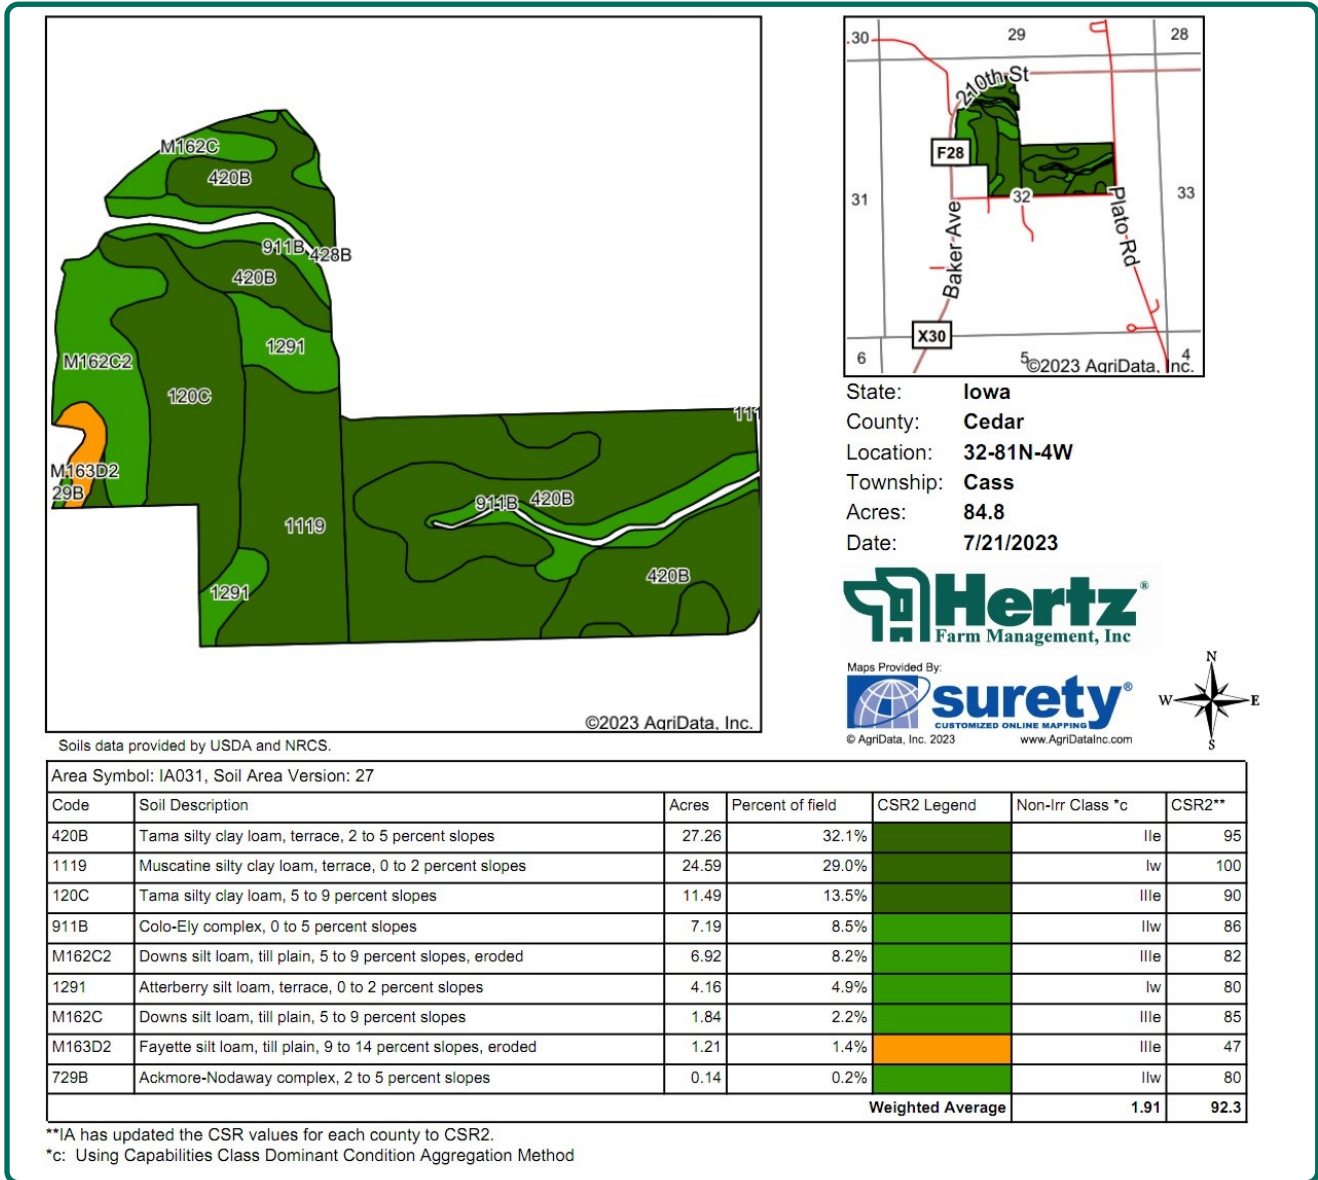 M162C
420B
911B
428B
420B
1291
M162C2
120C
M163D2
29B
1119
1291
111
911B
420B
420B
©2023 AgriData, Inc.
Soils data provided by USDA and NRCS.
30
29
28
210th St
F28
31
32
33
Baker Ave
Plato Rd
X30
6
5
4
©2023 AgriData, Inc.
State: Iowa
County: Cedar
Location: 32-81N-4W
Township: Cass
Acres: 84.8
Date: 7/21/2023
Hertz®
Farm Management, Inc
Maps Provided By:
surety®
CUSTOMIZED ONLINE MAPPING
© AgriData, Inc. 2023 www.AgriDataInc.com
N
W E
S
Area Symbol: IA031, Soil Area Version: 27
Code Soil Description Acres Percent of field CSR2 Legend Non-Irr Class *c CSR2**
420B Tama silty clay loam, terrace, 2 to 5 percent slopes 27.26 32.1% IIe 95
1119 Muscatine silty clay loam, terrace, 0 to 2 percent slopes 24.59 29.0% Iw 100
120C Tama silty clay loam, 5 to 9 percent slopes 11.49 13.5% IIIe 90
911B Colo-Ely complex, 0 to 5 percent slopes 7.19 8.5% IIw 86
M162C2 Downs silt loam, till plain, 5 to 9 percent slopes, eroded 6.92 8.2% IIIe 82
1291 Atterberry silt loam, terrace, 0 to 2 percent slopes 4.16 4.9% Iw 80
M162C Downs silt loam, till plain, 5 to 9 percent slopes 1.84 2.2% IIIe 85
M163D2 Fayette silt loam, till plain, 9 to 14 percent slopes, eroded 1.21 1.4% IIIe 47
729B Ackmore-Nodaway complex, 2 to 5 percent slopes 0.14 0.2% IIw 80
Weighted Average 1.91 92.3
**IA has updated the CSR values for each county to CSR2.
*c: Using Capabilities Class Dominant Condition Aggregation Method